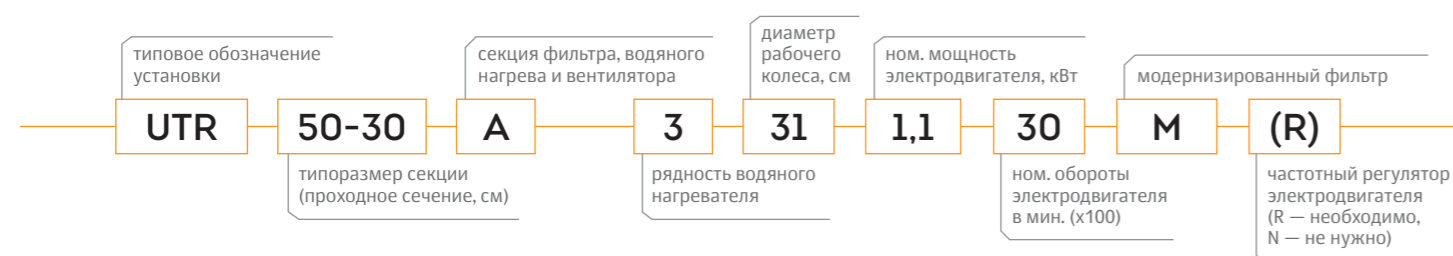 типовое обозначение
установки
секция фильтра, водяного
нагрева и вентилятора
диаметр
рабочего
колеса, см
ном. мощность
электродвигателя, кВт
модернизированный фильтр
UTR 50-30 A 3 31 1,1 30 M (R)
типоразмер секции
(проходное сечение, см)
рядность водяного
нагревателя
ном. обороты
электродвигателя
в мин. (х100)
частотный регулятор
электродвигателя
(R — необходимо,
N — не нужно)